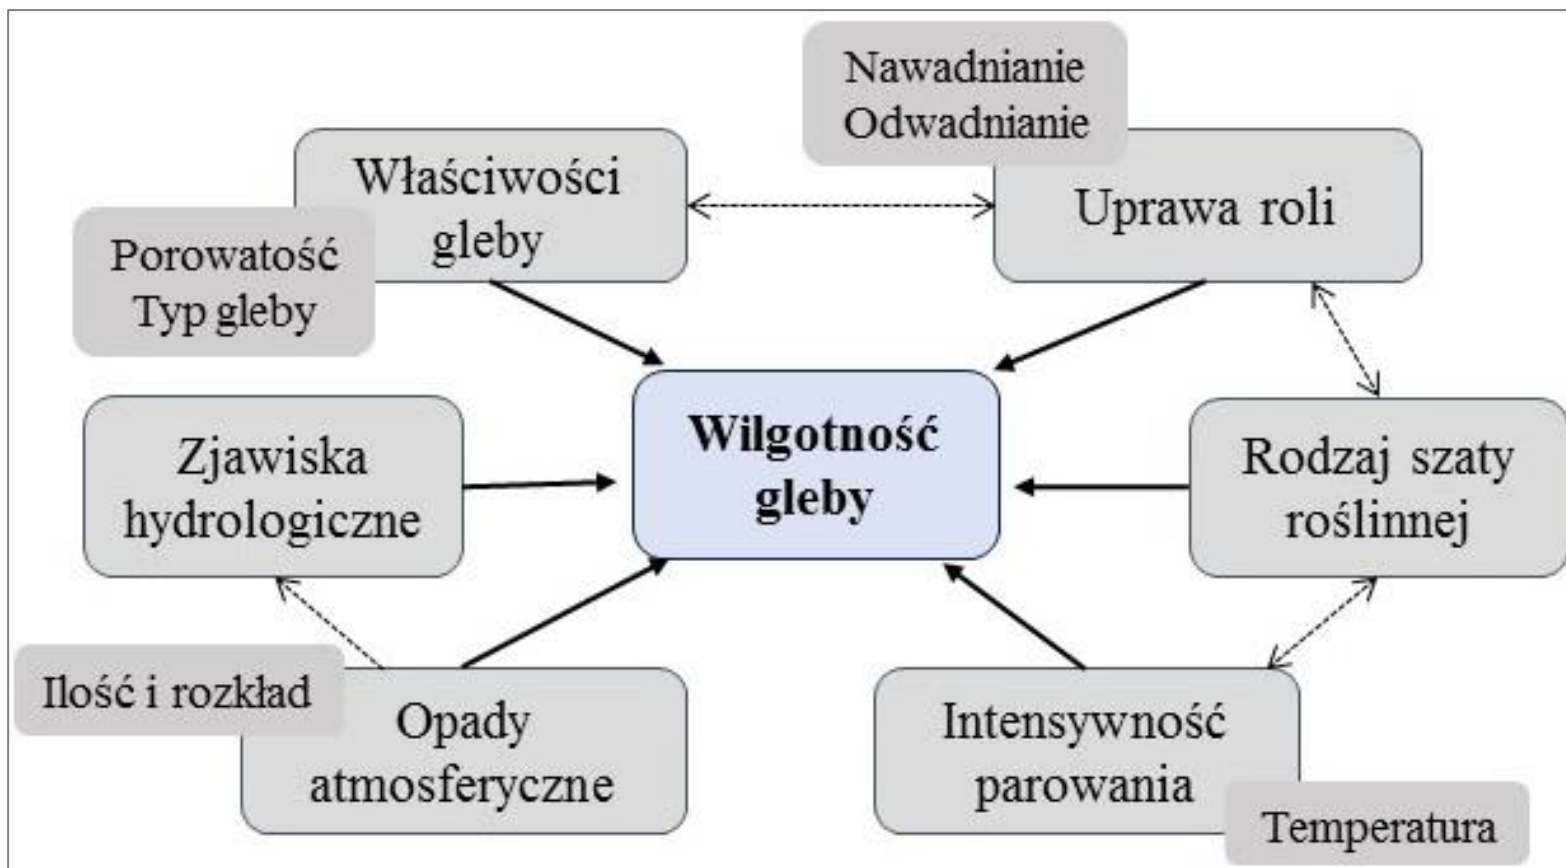 Nawadnianie
Odwadnianie
Właściwości
gleby
Uprawa roli
Porowatość
Typ gleby
Wilgotność
gleby
Zjawiska
hydrologiczne
Rodzaj szaty
roślinnej
Ilość i rozkład
Opady
atmosferyczne
Intensywność
parowania
Temperatura